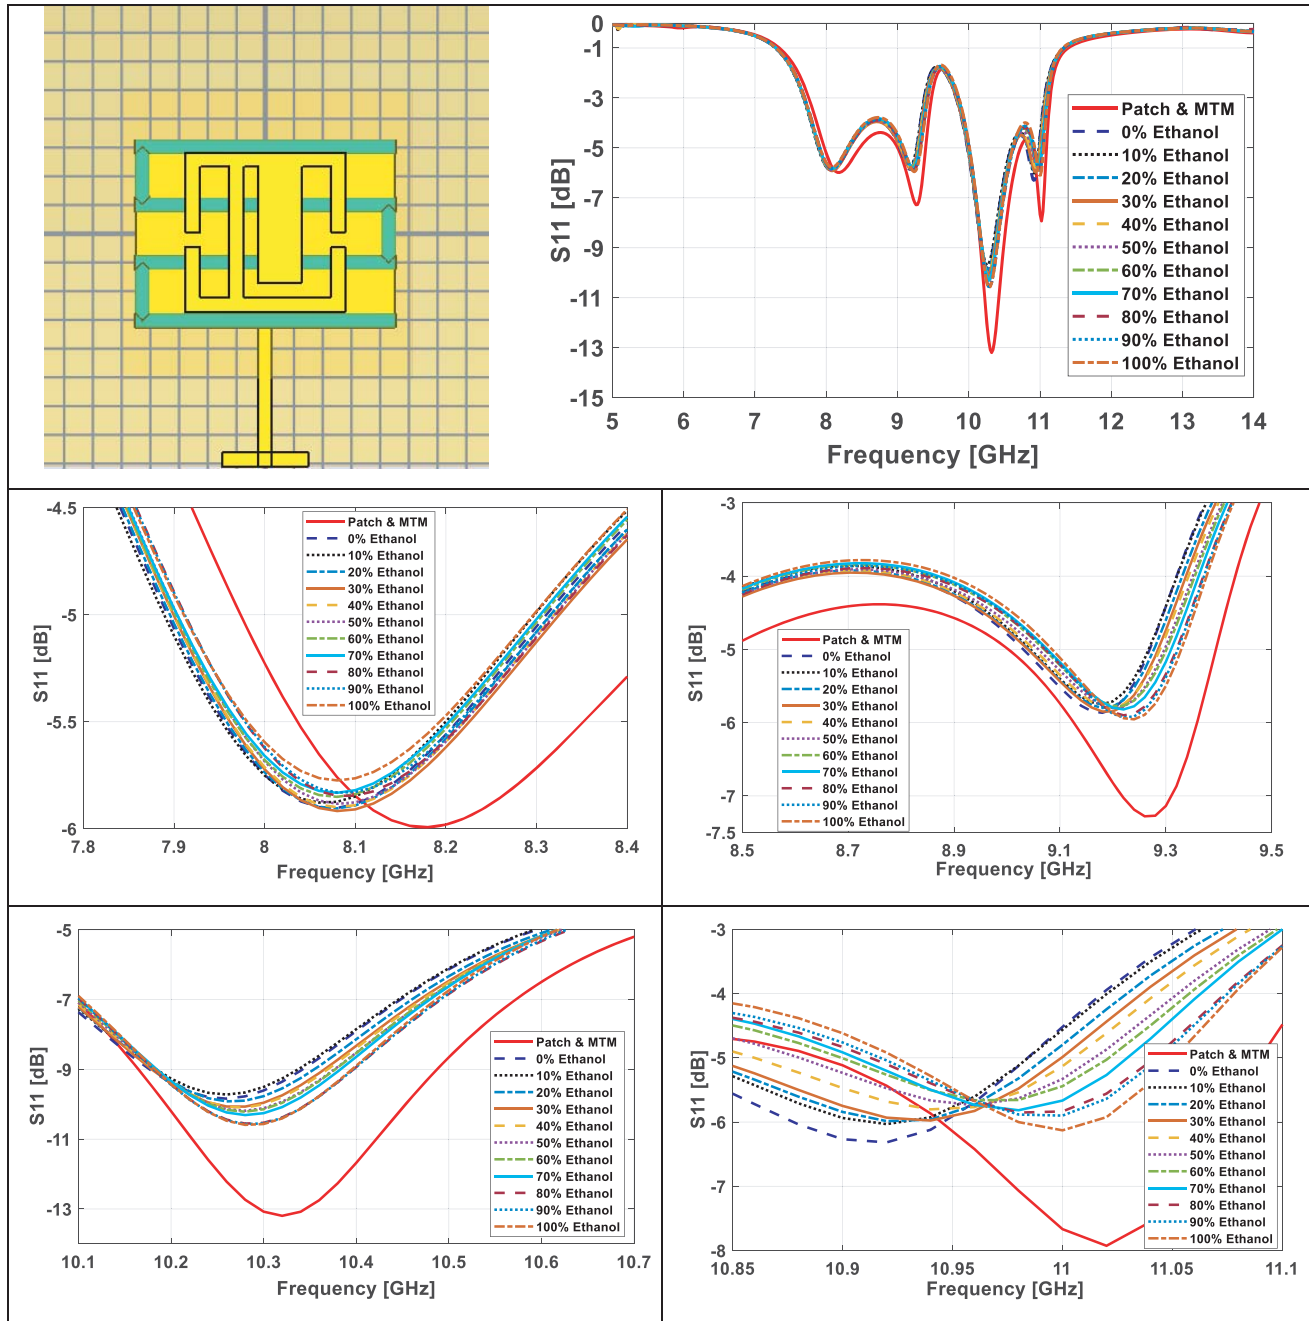 0
-1
-3
-5
-7
-9
-11
-13
-15
S11 [dB]
5 6 7 8 9 10 11 12 13 14
Frequency [GHz]
Patch & MTM
0% Ethanol
10% Ethanol
20% Ethanol
30% Ethanol
40% Ethanol
50% Ethanol
60% Ethanol
70% Ethanol
80% Ethanol
90% Ethanol
100% Ethanol
-4.5
-5
-5.5
-6
S11 [dB]
7.8 7.9 8 8.1 8.2 8.3 8.4
Frequency [GHz]
Patch & MTM
0% Ethanol
10% Ethanol
20% Ethanol
30% Ethanol
40% Ethanol
50% Ethanol
60% Ethanol
70% Ethanol
80% Ethanol
90% Ethanol
100% Ethanol
-3
-4
-5
-6
-7
-7.5
S11 [dB]
8.5 8.7 8.9 9.1 9.3 9.5
Frequency [GHz]
Patch & MTM
0% Ethanol
10% Ethanol
20% Ethanol
30% Ethanol
40% Ethanol
50% Ethanol
60% Ethanol
70% Ethanol
80% Ethanol
90% Ethanol
100% Ethanol
-5
-7
-9
-11
-13
S11 [dB]
10.1 10.2 10.3 10.4 10.5 10.6 10.7
Frequency [GHz]
Patch & MTM
0% Ethanol
10% Ethanol
20% Ethanol
30% Ethanol
40% Ethanol
50% Ethanol
60% Ethanol
70% Ethanol
80% Ethanol
90% Ethanol
100% Ethanol
-3
-4
-5
-6
-7
-8
S11 [dB]
10.85 10.9 10.95 11 11.05 11.1
Frequency [GHz]
Patch & MTM
0% Ethanol
10% Ethanol
20% Ethanol
30% Ethanol
40% Ethanol
50% Ethanol
60% Ethanol
70% Ethanol
80% Ethanol
90% Ethanol
100% Ethanol